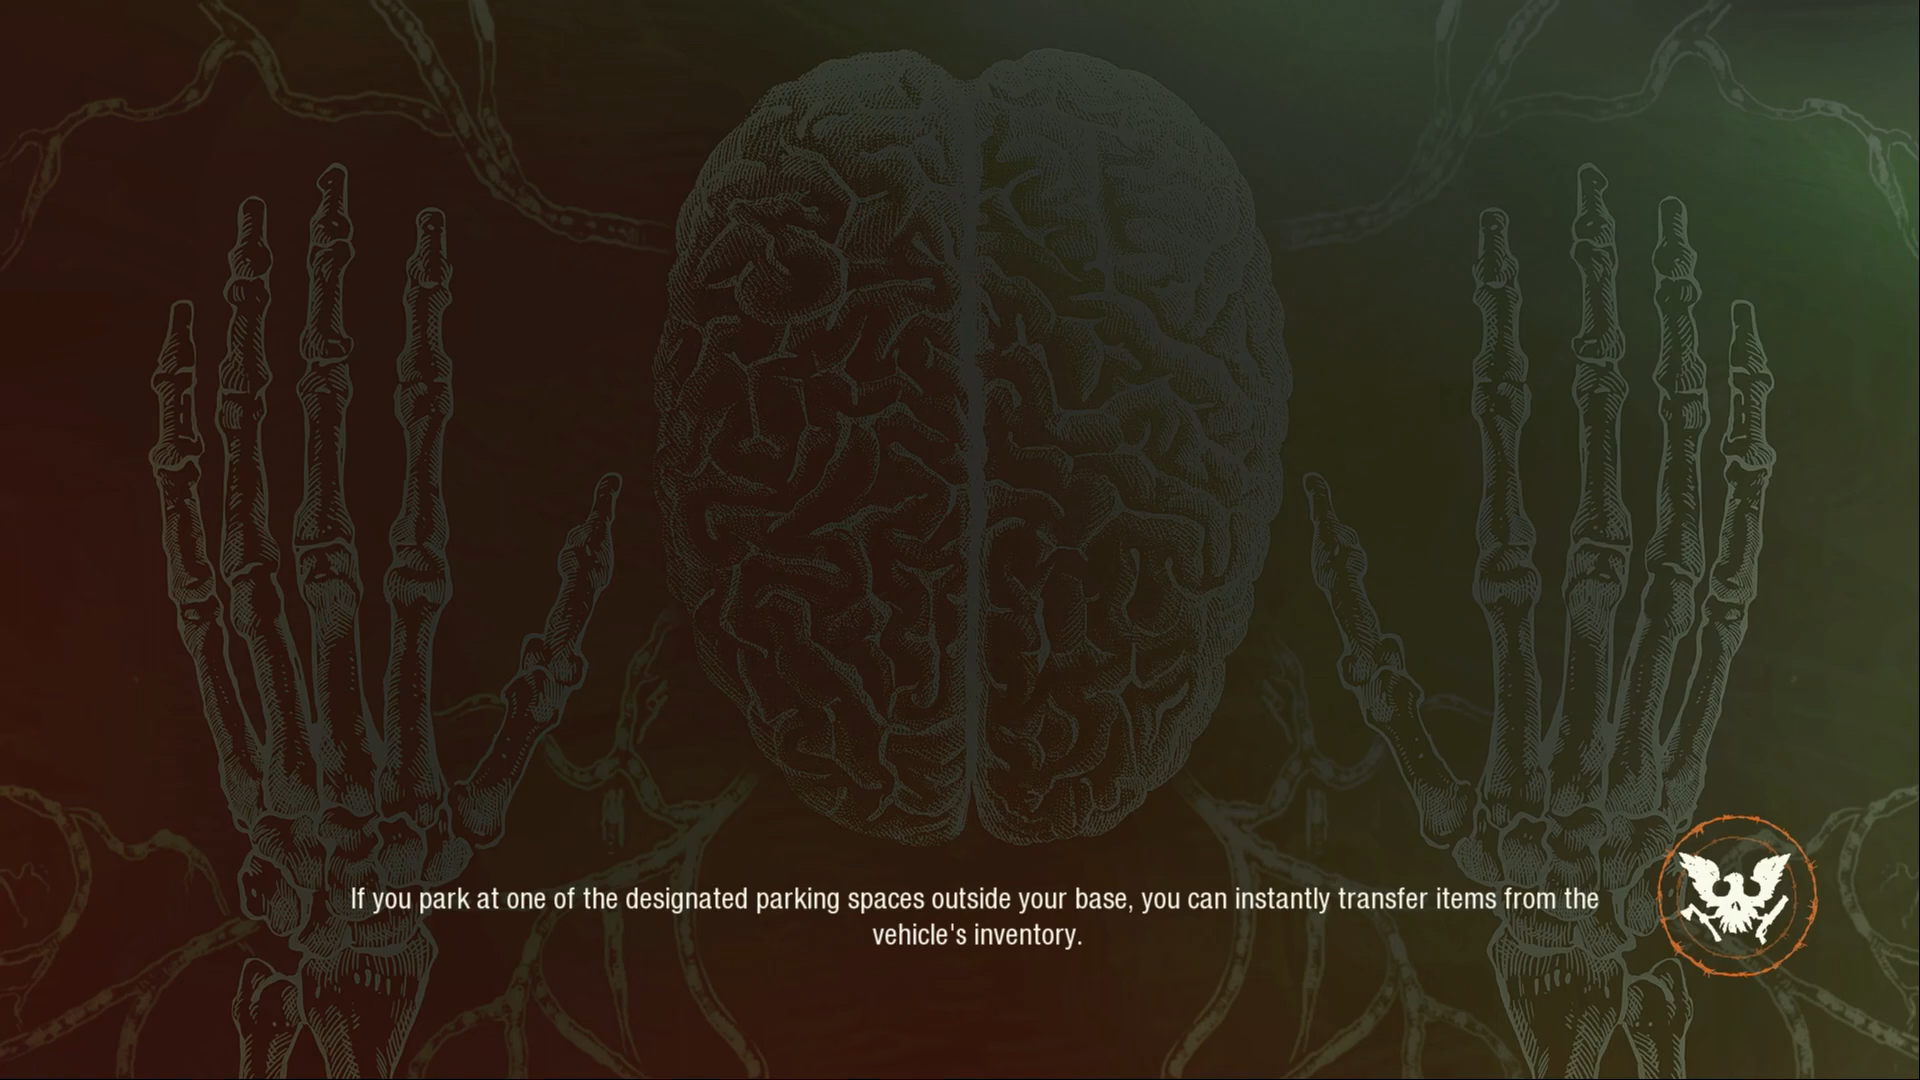 If you park at one of the designated parking spaces outside your base, you can instantly transfer items from the
vehicle's inventory.